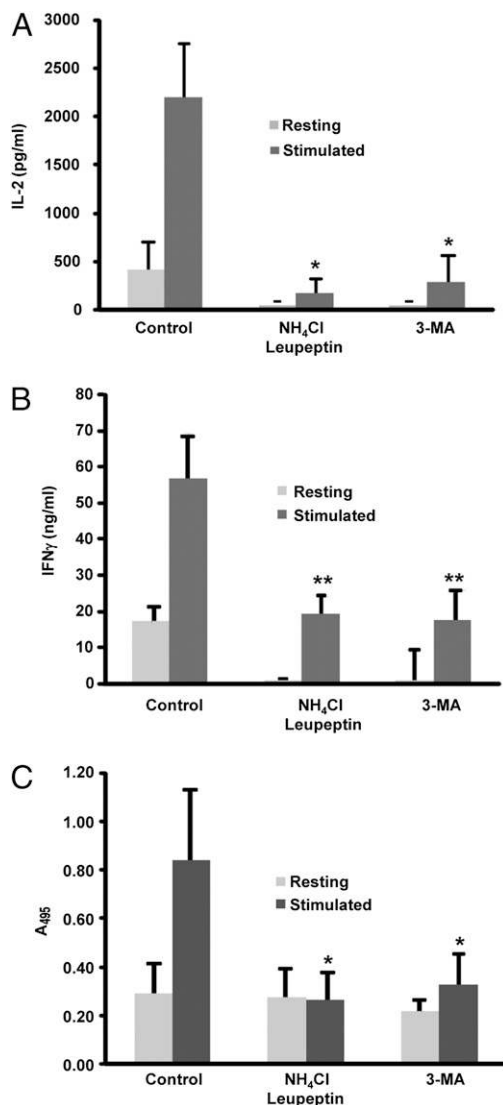 A
3000
2500
2000
1500
1000
500
0
IL-2 (pg/ml)
Resting
Stimulated
*
*
Control
NH₄Cl
Leupeptin
3-MA
B
80
70
60
50
40
30
20
10
0
IFNγ (ng/ml)
Resting
Stimulated
**
**
Control
NH₄Cl
Leupeptin
3-MA
C
1.20
1.00
0.80
0.60
0.40
0.20
0.00
A₄₉₅
Resting
Stimulated
*
*
Control
NH₄Cl
Leupeptin
3-MA